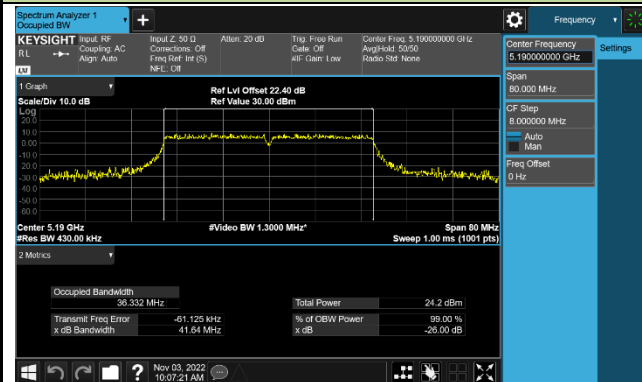 Spectrum Analyzer 1
Occupied BW
+
Frequency
KEYSIGHT
RL
LXI
Input: RF
Coupling: AC
Align: Auto
Input Z: 50 Ω
Corrections: Off
Freq Ref: Int (S)
NFE: Off
Atten: 20 dB
Trig: Free Run
Gate: Off
#IF Gain: Low
Center Freq: 5.190000000 GHz
Avg|Hold: 50/50
Radio Std: None
Center Frequency
5.190000000 GHz
Settings
Span
80.000 MHz
CF Step
8.000000 MHz
Auto
Man
Freq Offset
0 Hz
1 Graph
Scale/Div 10.0 dB
Ref Lvl Offset 22.40 dB
Ref Value 30.00 dBm
Log
20.0
10.0
0.00
-10.0
-20.0
-30.0
-40.0
-50.0
-60.0
Center 5.19 GHz
#Res BW 430.00 kHz
#Video BW 1.3000 MHz*
Span 80 MHz
Sweep 1.00 ms (1001 pts)
2 Metrics
Occupied Bandwidth
36.332 MHz
Total Power 24.2 dBm
Transmit Freq Error -61.125 kHz
% of OBW Power 99.00 %
x dB Bandwidth 41.64 MHz
x dB -26.00 dB
?
Nov 03, 2022
10:07:21 AM